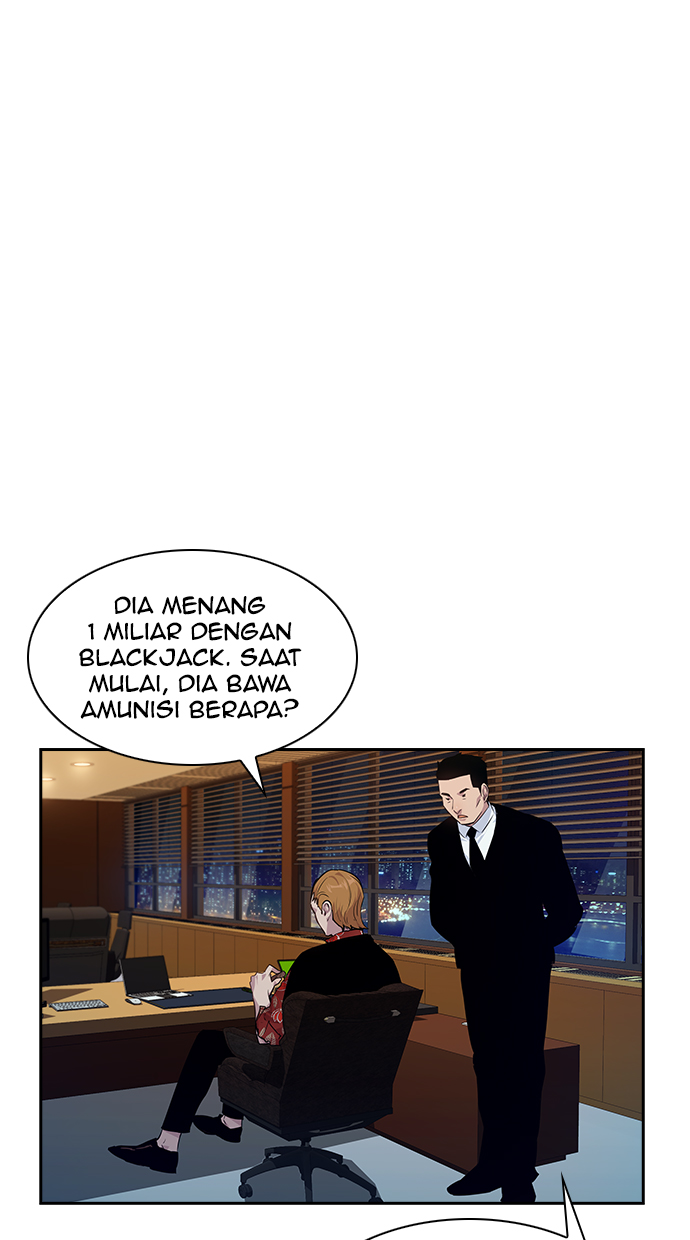 DIA MENANG
1 MILIAR DENGAN
BLACKJACK. SAAT
MULAI, DIA BAWA
AMUNISI BERAPA?